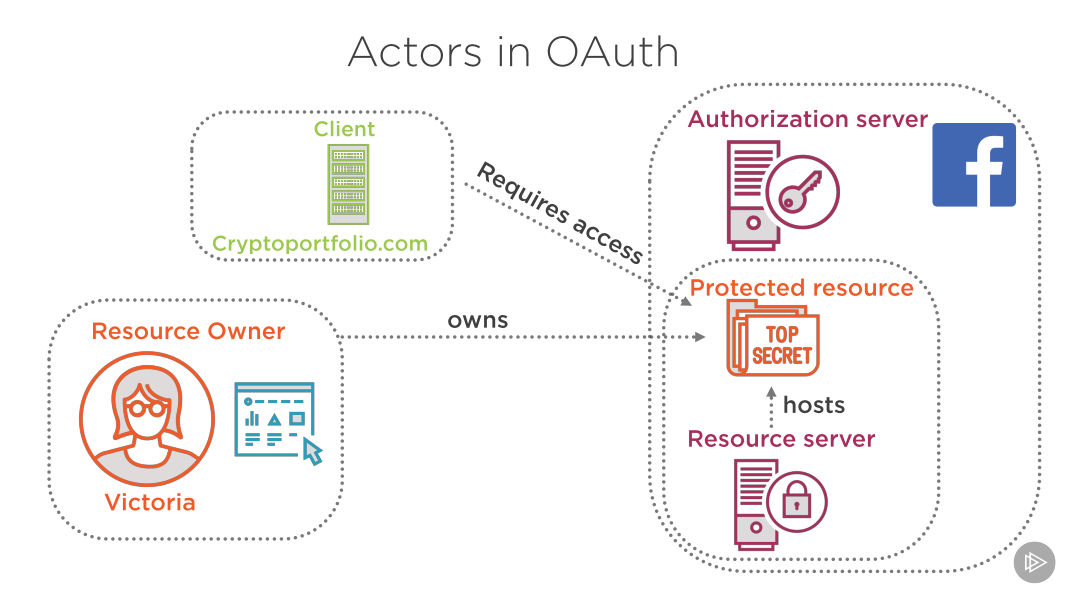 Actors in OAuth
Client
Cryptoportfolio.com
Requires access
Authorization server
f
Protected resource
TOP
SECRET
Resource Owner
owns
hosts
Resource server
Victoria